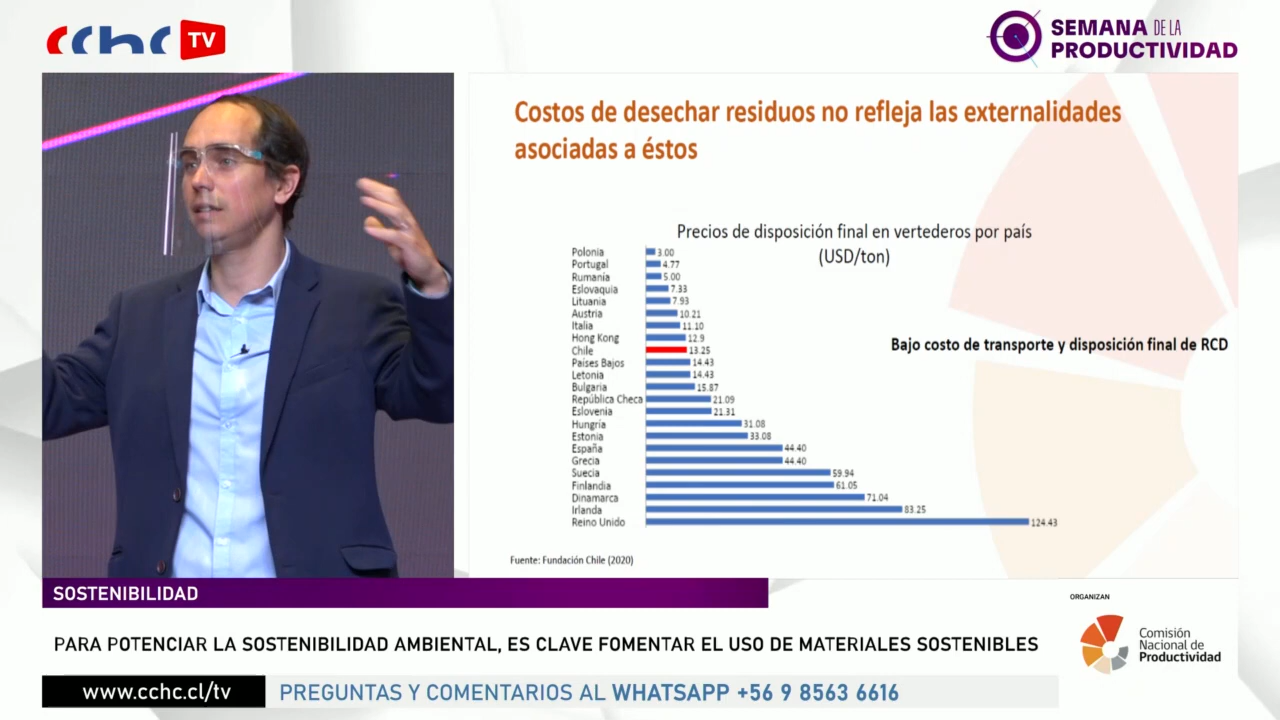 cchc TV
SEMANA DE LA
PRODUCTIVIDAD
Costos de desechar residuos no refleja las externalidades
asociadas a éstos
Precios de disposición final en vertederos por país
(USD/ton)
Polonia 3.00
Portugal 4.77
Rumanía 5.00
Eslovaquia 7.33
Lituania 7.93
Austria 10.21
Italia 11.10
Hong Kong 12.9
Chile 13.25
Países Bajos 14.43
Letonia 14.43
Bulgaria 15.87
República Checa 21.09
Eslovenia 21.31
Hungría 31.08
Estonia 33.08
España 44.40
Grecia 44.40
Suecia 59.94
Finlandia 61.05
Dinamarca 71.04
Irlanda 83.25
Reino Unido 124.43
Bajo costo de transporte y disposición final de RCD
Fuente: Fundación Chile (2020)
SOSTENIBILIDAD
PARA POTENCIAR LA SOSTENIBILIDAD AMBIENTAL, ES CLAVE FOMENTAR EL USO DE MATERIALES SOSTENIBLES
ORGANIZAN
Comisión
Nacional de
Productividad
www.cchc.cl/tv
PREGUNTAS Y COMENTARIOS AL WHATSAPP +56 9 8563 6616